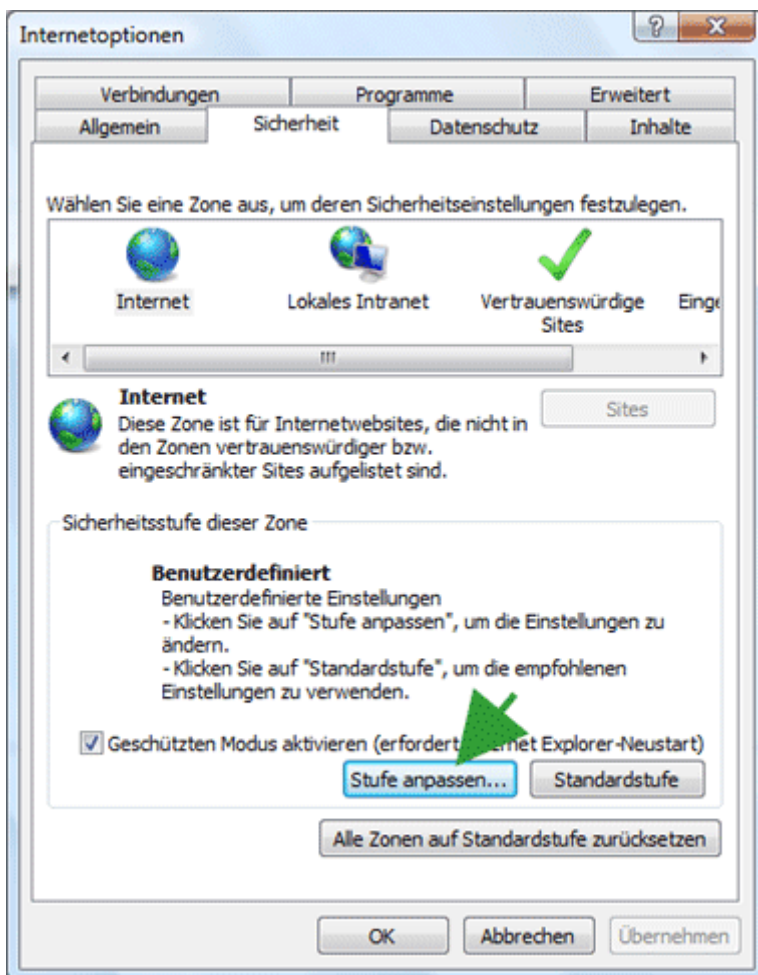 Internetoptionen
Verbindungen Programme Erweitert
Allgemein Sicherheit Datenschutz Inhalte
Wählen Sie eine Zone aus, um deren Sicherheitseinstellungen festzulegen.
Internet Lokales Intranet Vertrauenswürdige
Sites
Internet
Sites
Diese Zone ist für Internetwebsites, die nicht in
den Zonen vertrauenswürdiger bzw.
eingeschränkter Sites aufgelistet sind.
Sicherheitsstufe dieser Zone
Benutzerdefiniert
Benutzerdefinierte Einstellungen
- Klicken Sie auf "Stufe anpassen", um die Einstellungen zu
ändern.
- Klicken Sie auf "Standardstufe", um die empfohlenen
Einstellungen zu verwenden.
Geschützten Modus aktivieren (erfordert Explorer-Neustart)
Stufe anpassen... Standardstufe
Alle Zonen auf Standardstufe zurücksetzen
OK Abbrechen Übernehmen